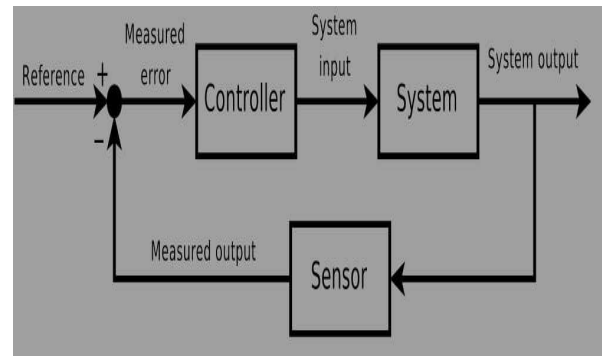 Reference
+
–
Measured
error
Controller
System
input
System
System output
Measured output
Sensor